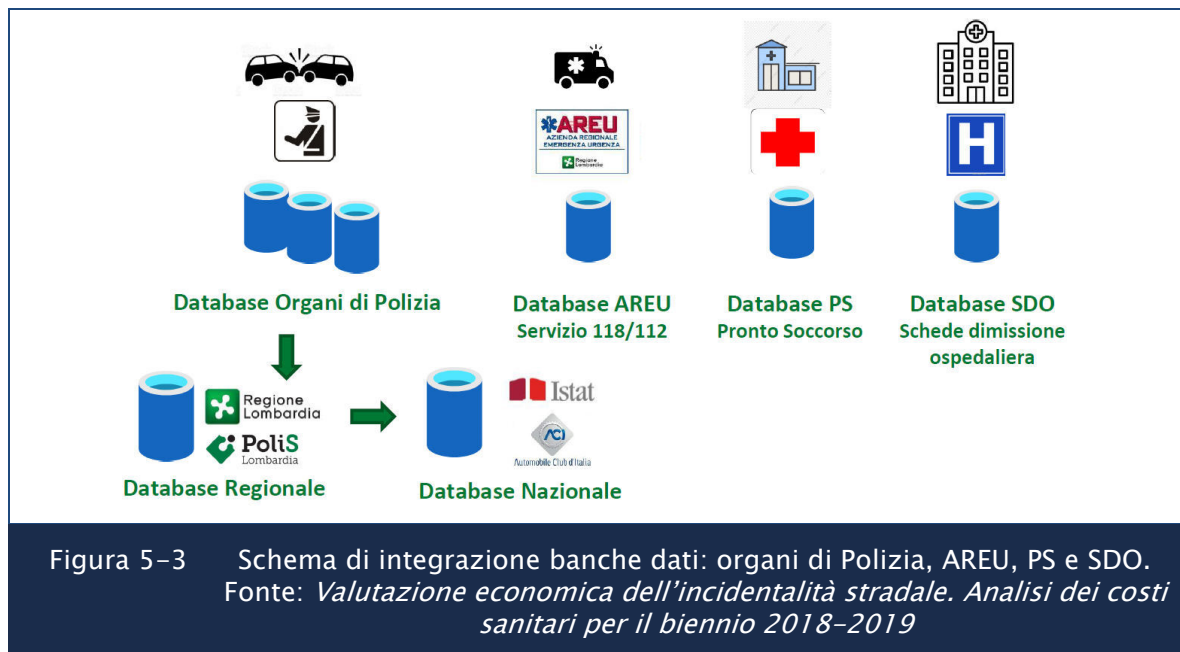 AREU
AZIENDA REGIONALE
EMERGENZA URGENZA
Regione
Lombardia
H
Database Organi di Polizia
Database AREU
Servizio 118/112
Database PS
Pronto Soccorso
Database SDO
Schede dimissione
ospedaliera
Regione
Lombardia
PoliS
Lombardia
Database Regionale
Istat
ACI
Automobile Club d'Italia
Database Nazionale
Figura 5-3 Schema di integrazione banche dati: organi di Polizia, AREU, PS e SDO.
Fonte: Valutazione economica dell'incidentalità stradale. Analisi dei costi
sanitari per il biennio 2018-2019